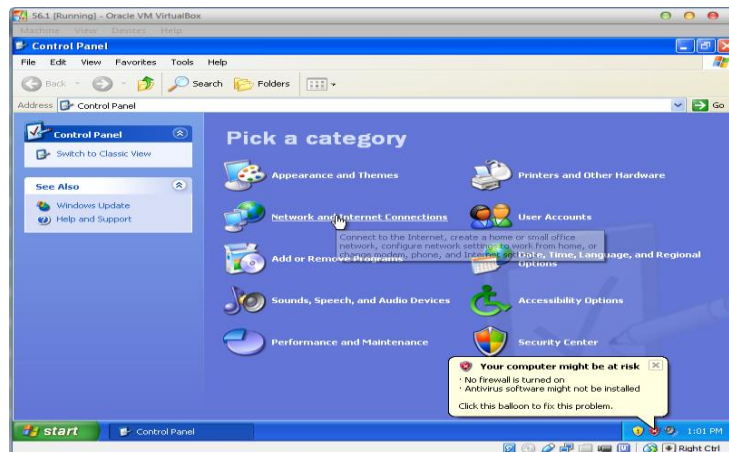 56.1 [Running] - Oracle VM VirtualBox
Machine View Devices Help
Control Panel
File Edit View Favorites Tools Help
Back Search Folders
Address Control Panel Go
Control Panel
Switch to Classic View
See Also
Windows Update
Help and Support
Pick a category
Appearance and Themes
Printers and Other Hardware
Network and Internet Connections
User Accounts
Connect to the Internet, create a home or small office
network, configure network settings to work from home, or
change modem, phone, and Internet settings.
Add or Remove Programs
Date, Time, Language, and Regional
Options
Sounds, Speech, and Audio Devices
Accessibility Options
Performance and Maintenance
Security Center
Your computer might be at risk
· No firewall is turned on
· Antivirus software might not be installed
Click this balloon to fix this problem.
start Control Panel 1:01 PM
Right Ctrl